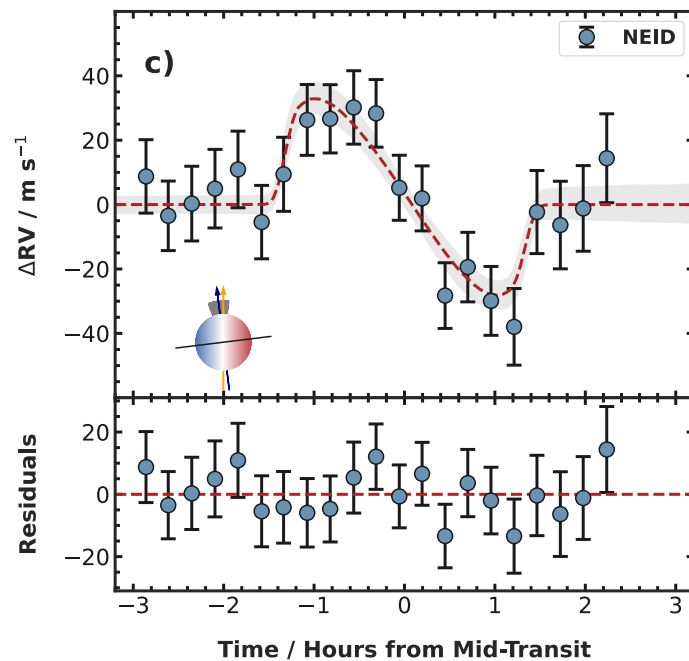 c)
NEID
40
20
0
−20
−40
ΔRV / m s⁻¹
20
0
−20
Residuals
−3 −2 −1 0 1 2 3
Time / Hours from Mid-Transit